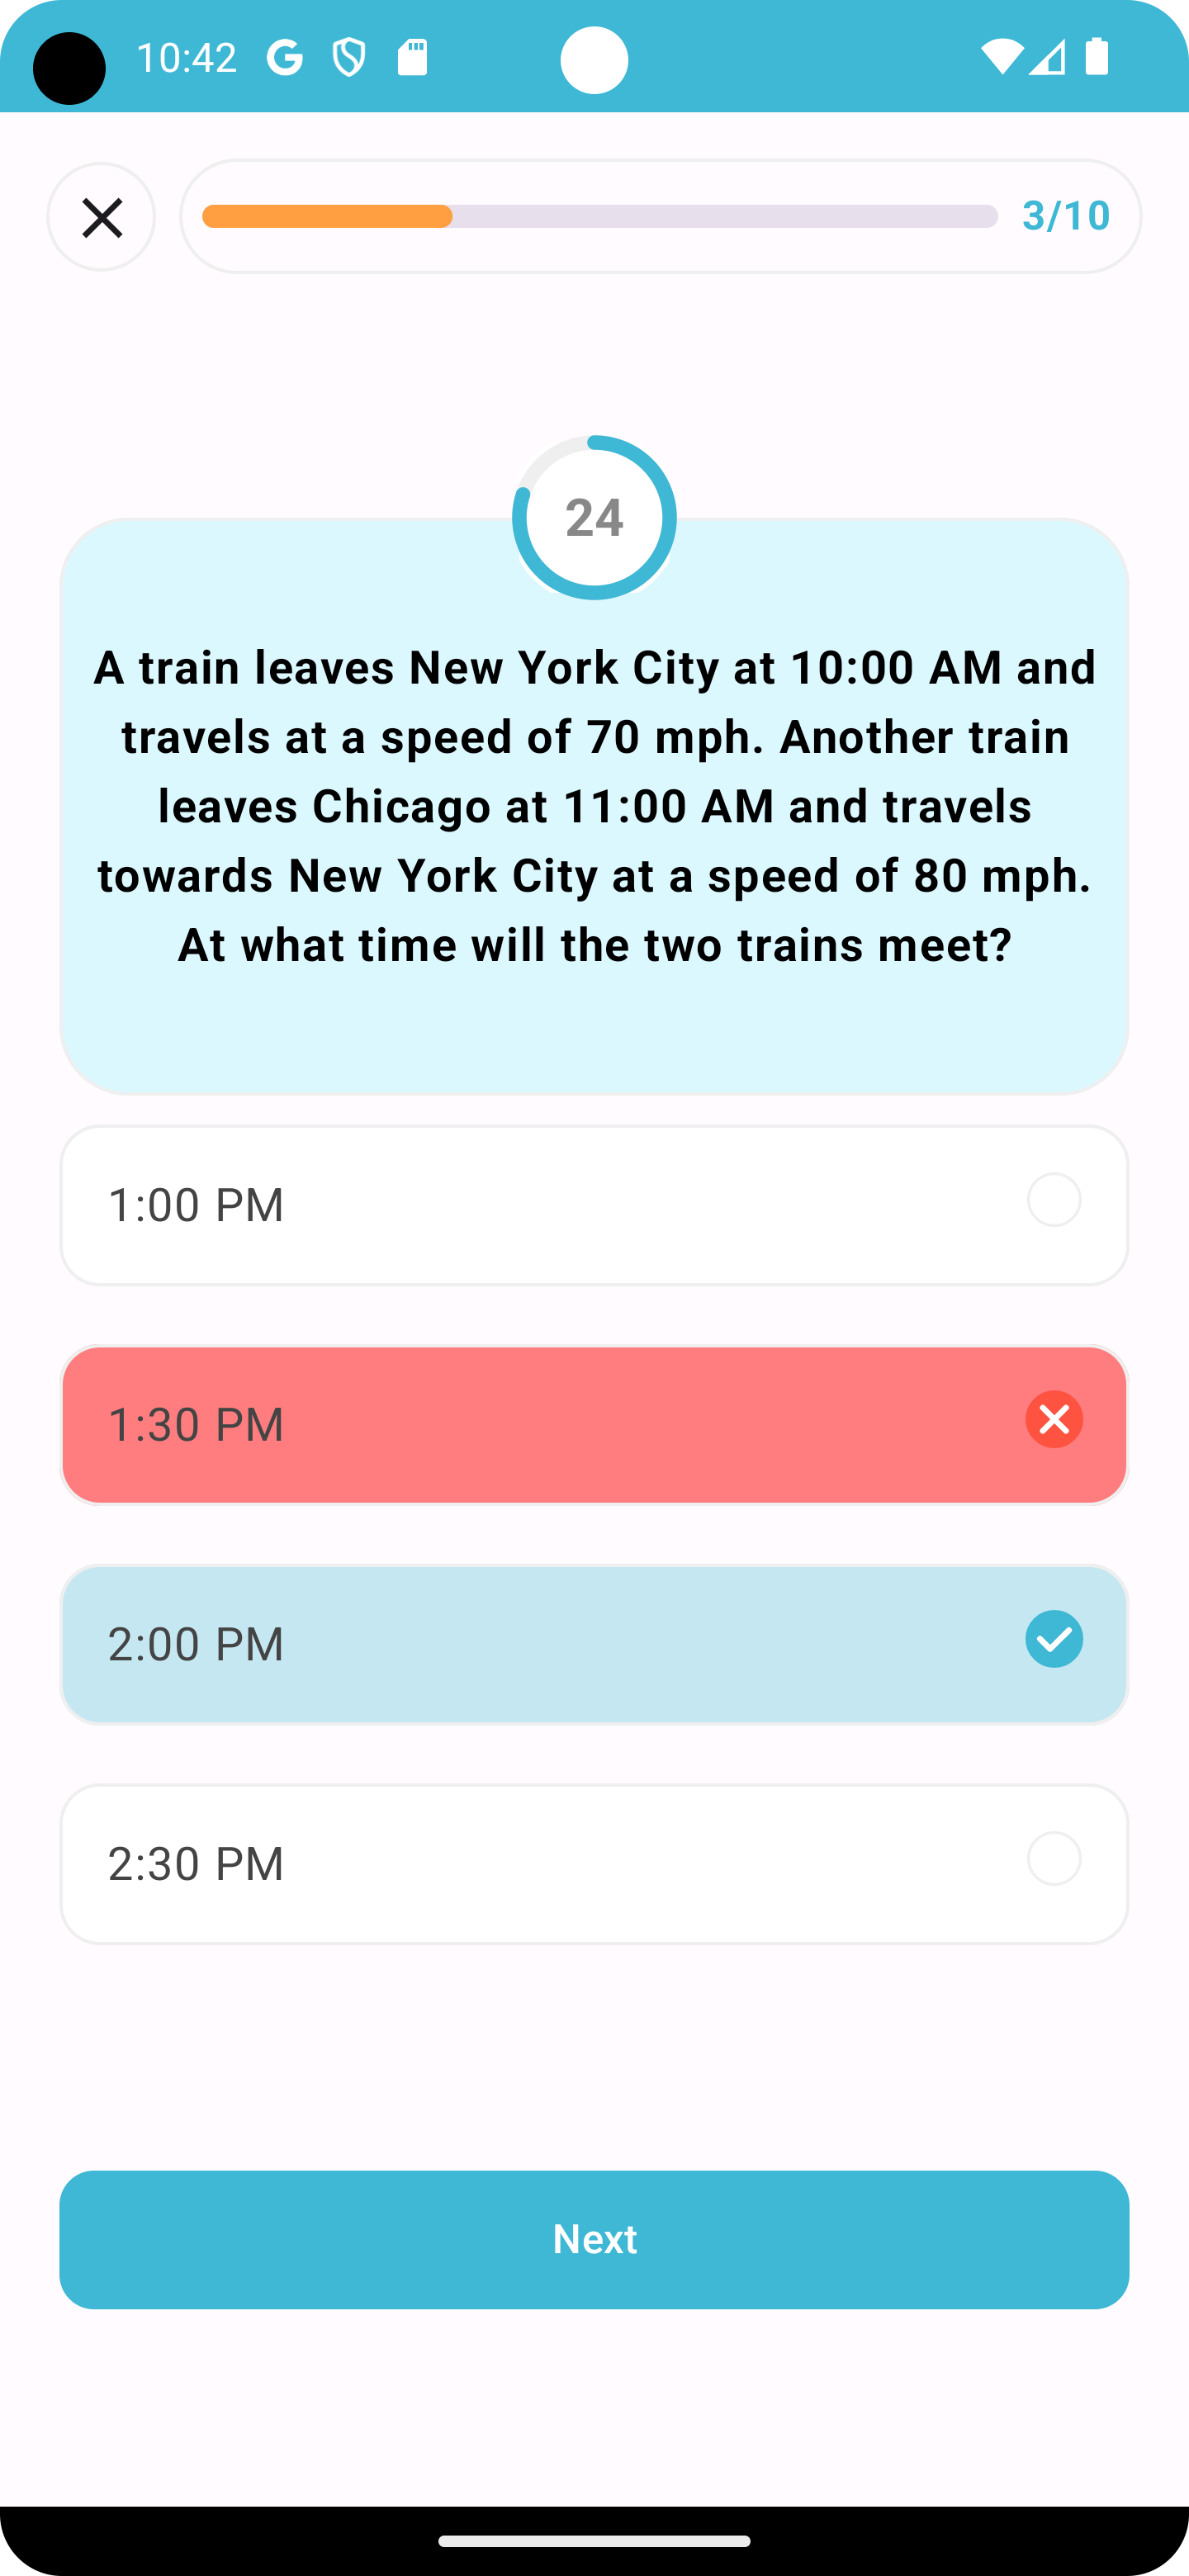 10:42
3/10
24
A train leaves New York City at 10:00 AM and
travels at a speed of 70 mph. Another train
leaves Chicago at 11:00 AM and travels
towards New York City at a speed of 80 mph.
At what time will the two trains meet?
1:00 PM
1:30 PM
2:00 PM
2:30 PM
Next